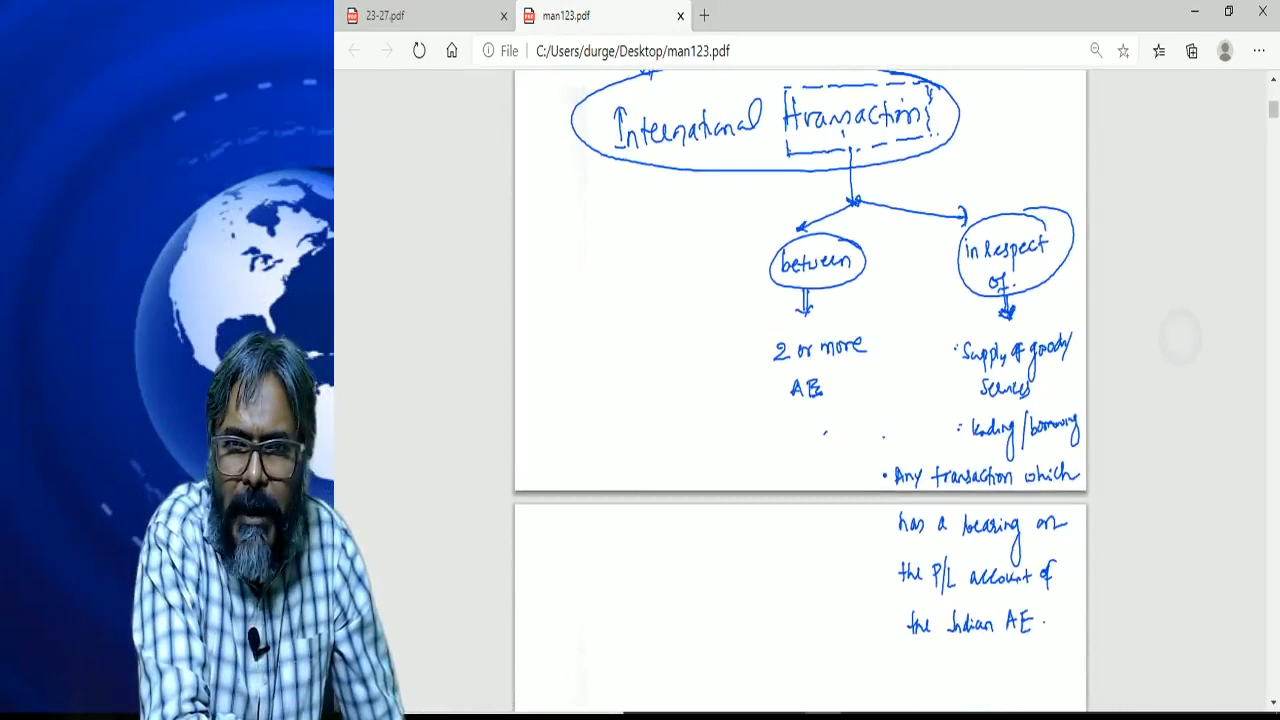 23-27.pdf
man123.pdf
File
C:/Users/durge/Desktop/man123.pdf
International transaction
between
in respect
of.
2 or more
AE
· Supply of goods/
Services
· lending/borrowing
• Any transaction which
has a bearing on
the P/L account of
the Indian AE.